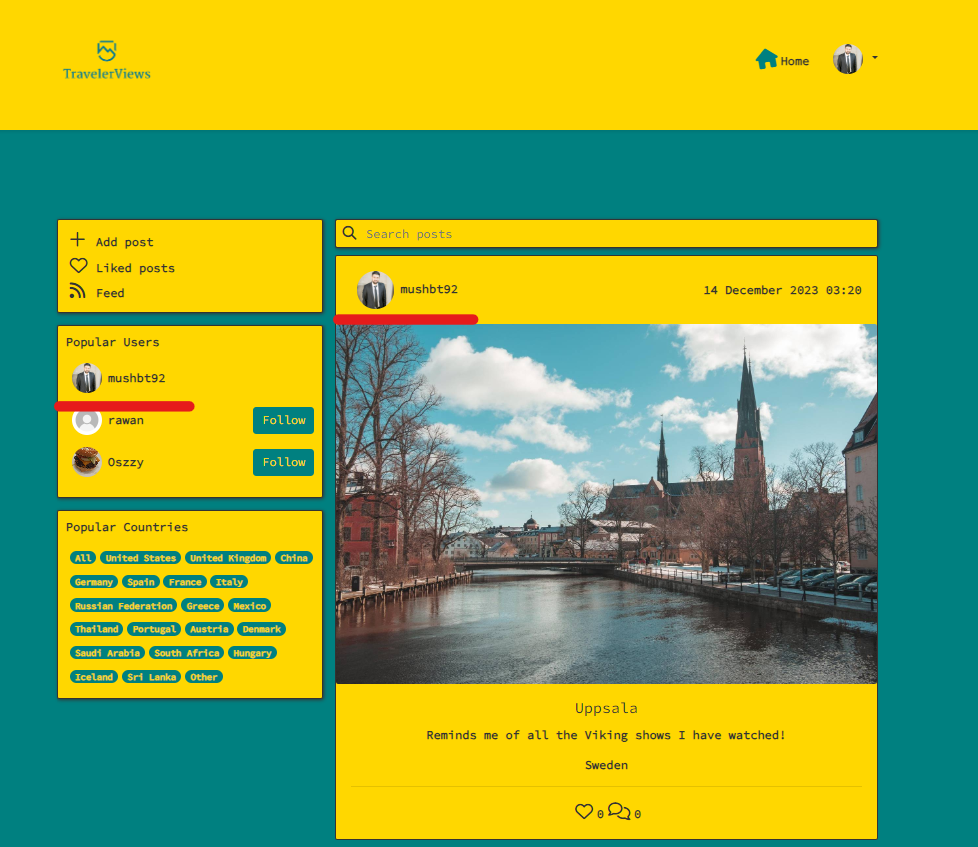 TravelerViews
Home
Add post
Liked posts
Feed
Popular Users
mushbt92
rawan Follow
Oszzy Follow
Popular Countries
All United States United Kingdom China
Germany Spain France Italy
Russian Federation Greece Mexico
Thailand Portugal Austria Denmark
Saudi Arabia South Africa Hungary
Iceland Sri Lanka Other
Search posts
mushbt92 14 December 2023 03:20
Uppsala
Reminds me of all the Viking shows I have watched!
Sweden
0 0